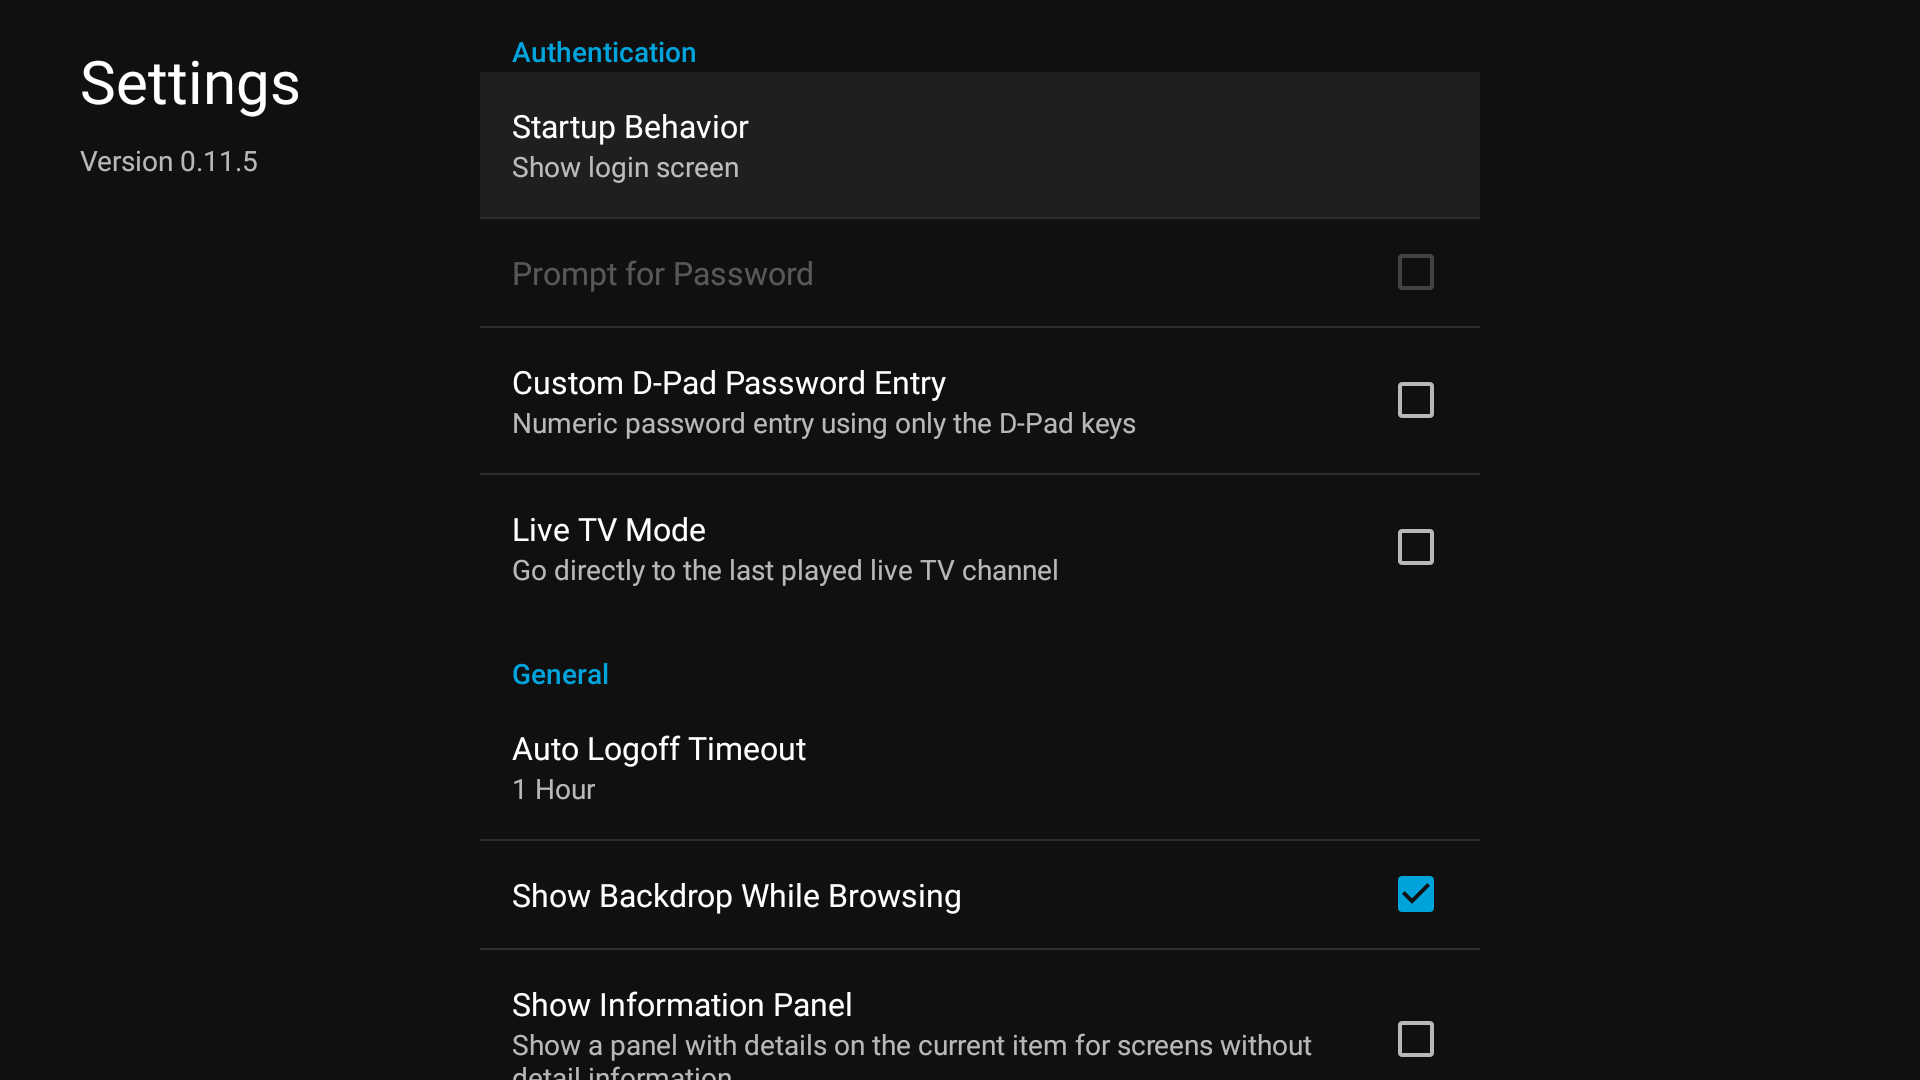 Settings
Version 0.11.5
Authentication
Startup Behavior
Show login screen
Prompt for Password
Custom D-Pad Password Entry
Numeric password entry using only the D-Pad keys
Live TV Mode
Go directly to the last played live TV channel
General
Auto Logoff Timeout
1 Hour
Show Backdrop While Browsing
Show Information Panel
Show a panel with details on the current item for screens without
detail information